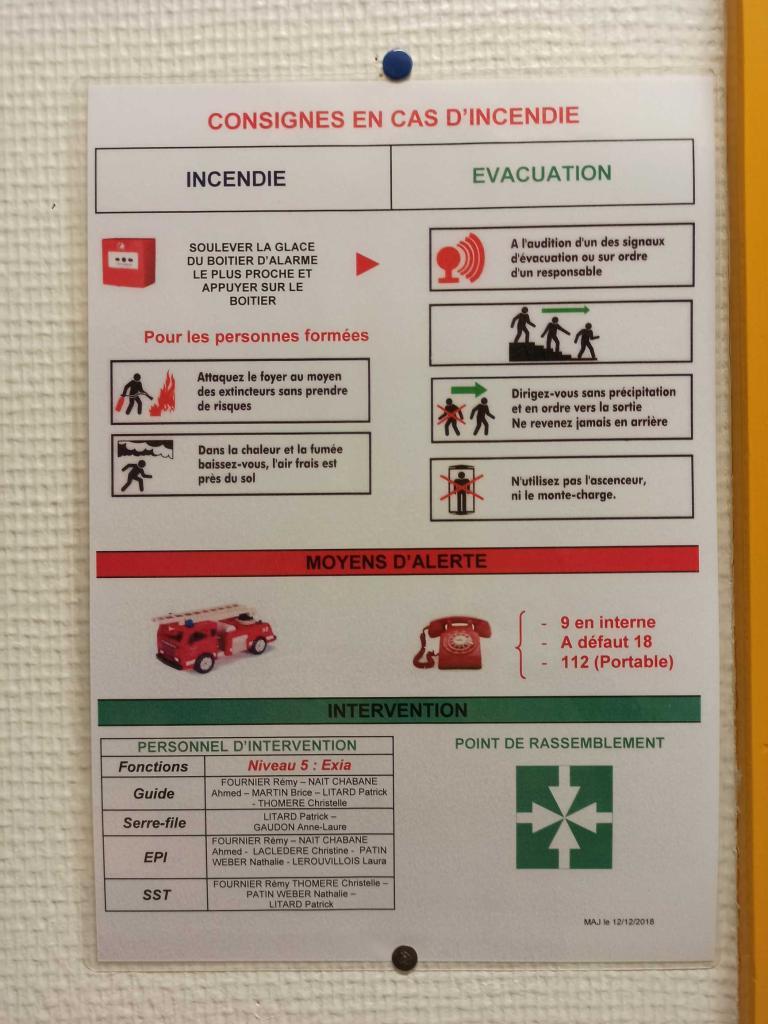 CONSIGNES EN CAS D'INCENDIE
INCENDIE
EVACUATION
SOULEVER LA GLACE
DU BOITIER D'ALARME
LE PLUS PROCHE ET
APPUYER SUR LE
BOITIER
Pour les personnes formées
Attaquez le foyer au moyen
des extincteurs sans prendre
de risques
Dans la chaleur et la fumée
baissez-vous, l'air frais est
près du sol
A l'audition d'un des signaux
d'évacuation ou sur ordre
d'un responsable
Dirigez-vous sans précipitation
et en ordre vers la sortie
Ne revenez jamais en arrière
N'utilisez pas l'ascenceur,
ni le monte-charge.
MOYENS D'ALERTE
- 9 en interne
- A défaut 18
- 112 (Portable)
INTERVENTION
PERSONNEL D'INTERVENTION
Fonctions
Niveau 5 : Exia
Guide
FOURNIER Rémy – NAIT CHABANE
Ahmed – MARTIN Brice – LITARD Patrick
- THOMERE Christelle
Serre-file
LITARD Patrick –
GAUDON Anne-Laure
EPI
FOURNIER Rémy – NAIT CHABANE
Ahmed - LACLEDERE Christine - PATIN
WEBER Nathalie - LEROUVILLOIS Laura
SST
FOURNIER Rémy THOMERE Christelle –
PATIN WEBER Nathalie –
LITARD Patrick
POINT DE RASSEMBLEMENT
MAJ le 12/12/2018